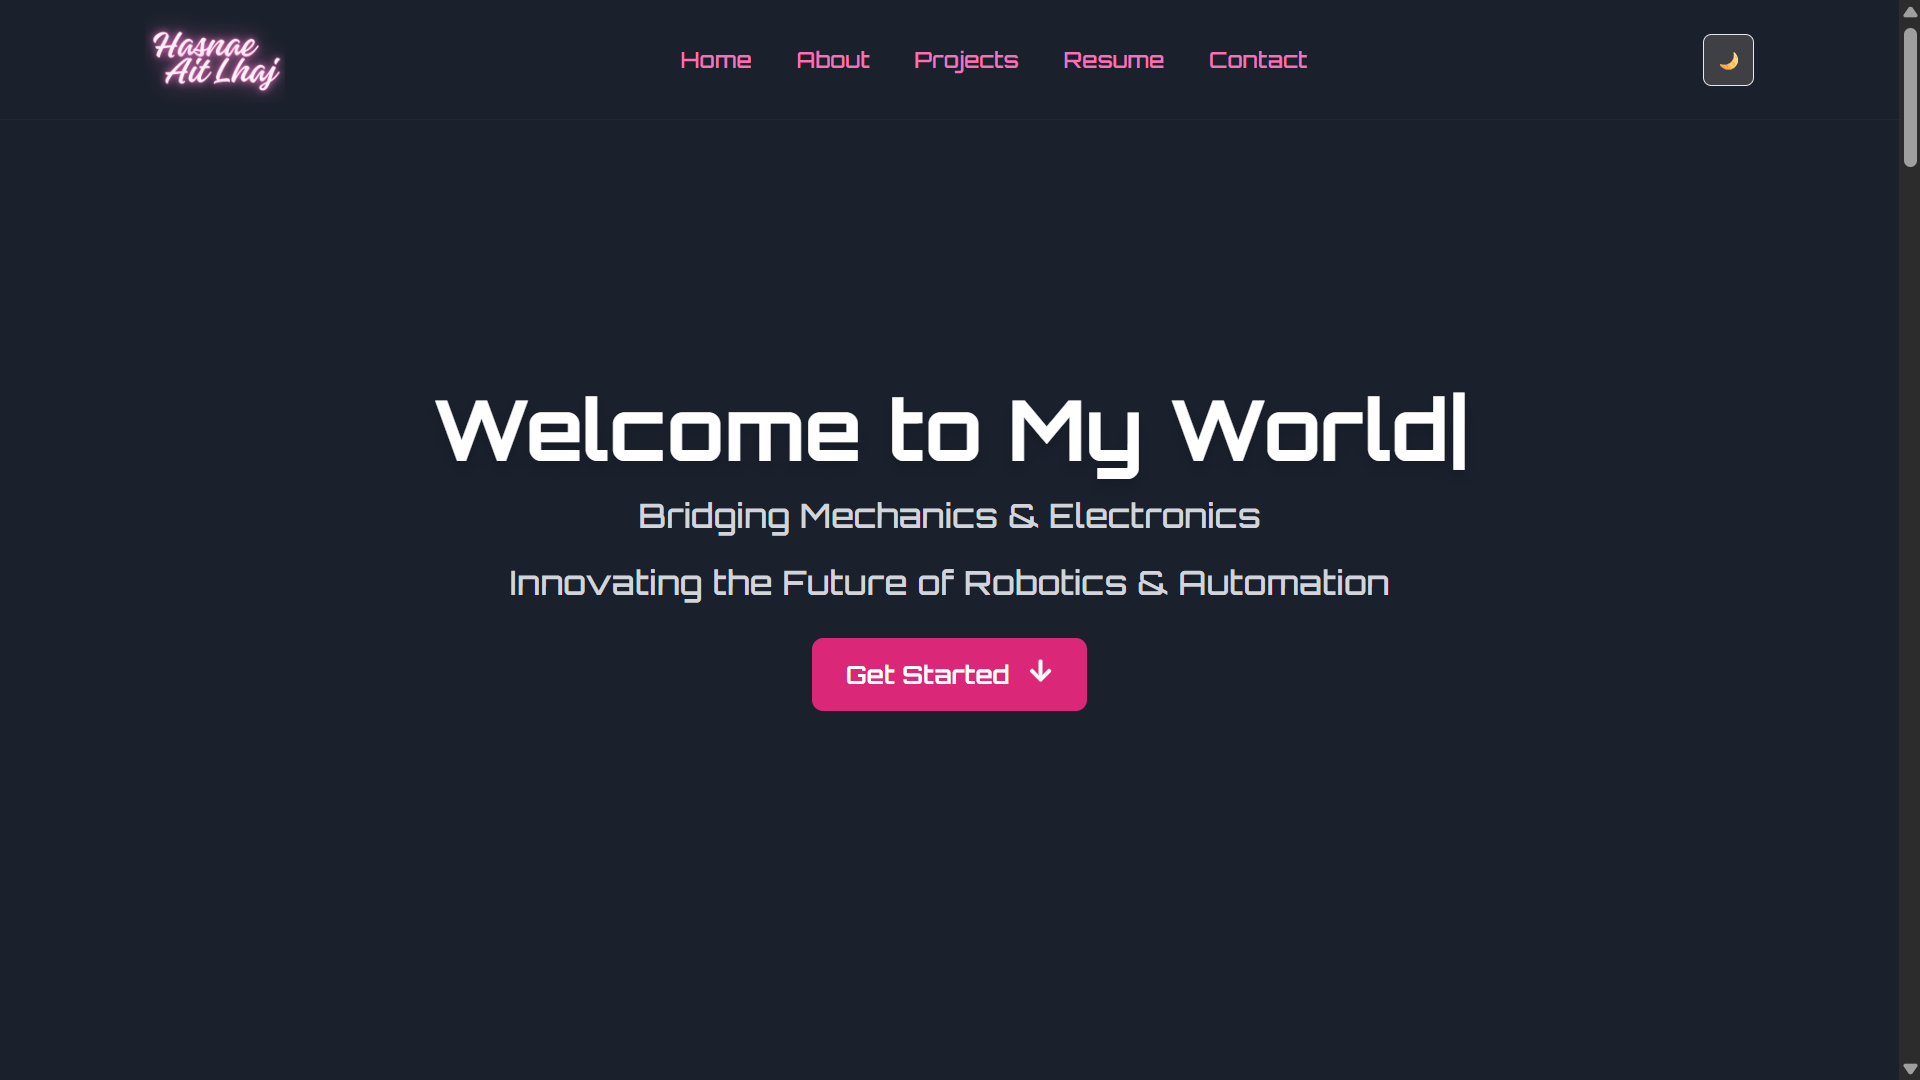 Hasnae
Ait Lhaj
Home About Projects Resume Contact
Welcome to My World|
Bridging Mechanics & Electronics
Innovating the Future of Robotics & Automation
Get Started